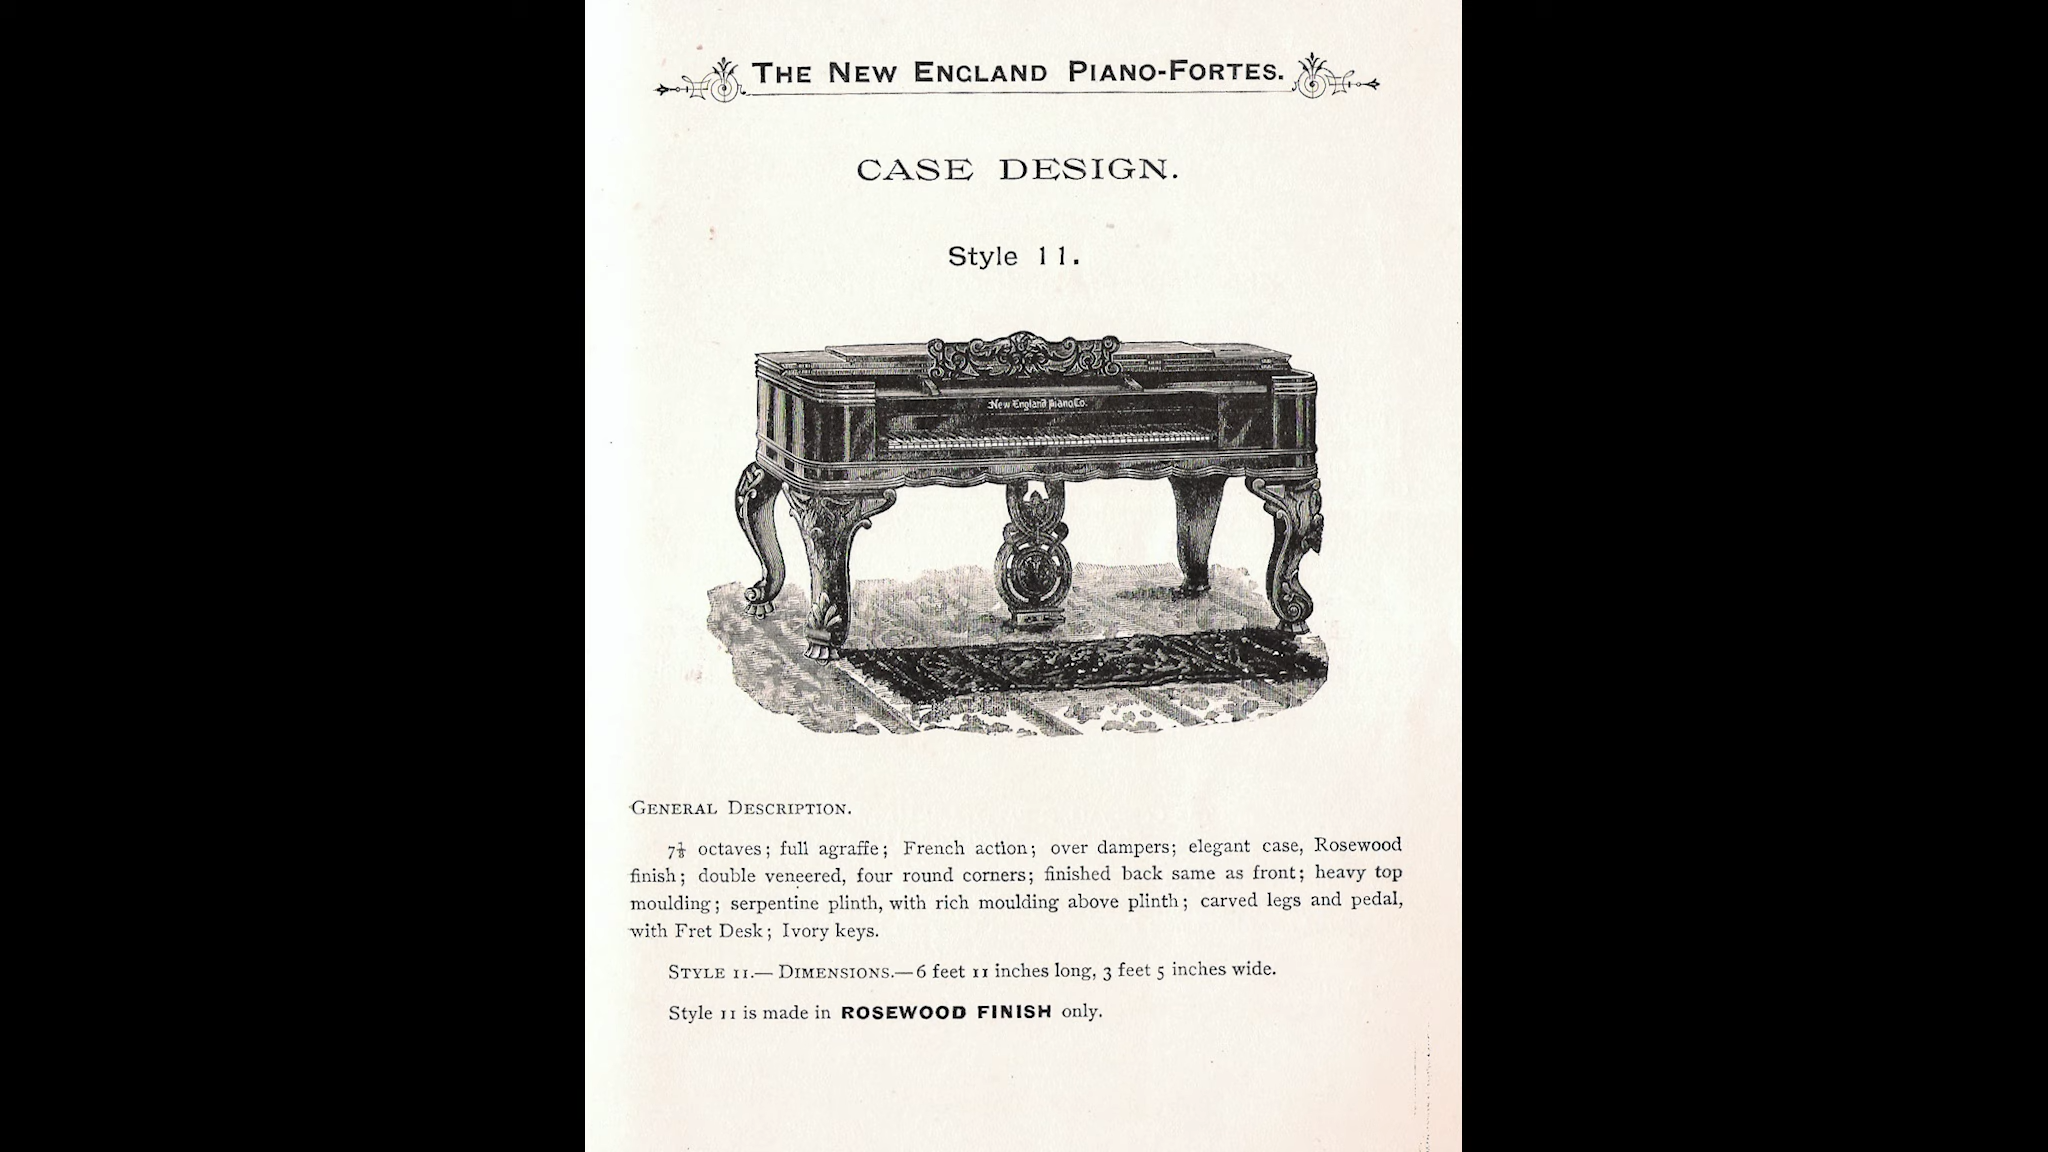 THE NEW ENGLAND PIANO-FORTES.
CASE DESIGN.
Style 11.
New England Piano Co.
GENERAL DESCRIPTION.
7⅓ octaves; full agraffe; French action; over dampers; elegant case, Rosewood
finish; double veneered, four round corners; finished back same as front; heavy top
moulding; serpentine plinth, with rich moulding above plinth; carved legs and pedal,
with Fret Desk; Ivory keys.
STYLE 11.— DIMENSIONS.—6 feet 11 inches long, 3 feet 5 inches wide.
Style 11 is made in ROSEWOOD FINISH only.